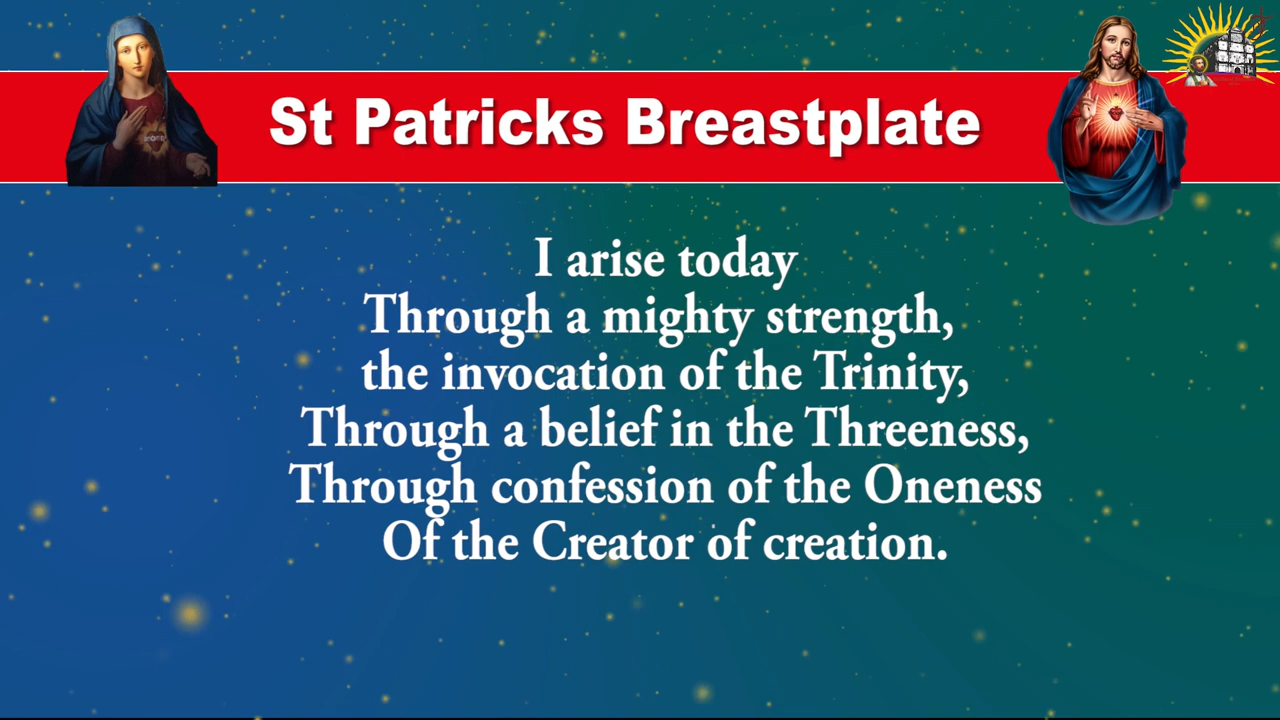 St Patricks Breastplate
I arise today
Through a mighty strength,
the invocation of the Trinity,
Through a belief in the Threeness,
Through confession of the Oneness
Of the Creator of creation.